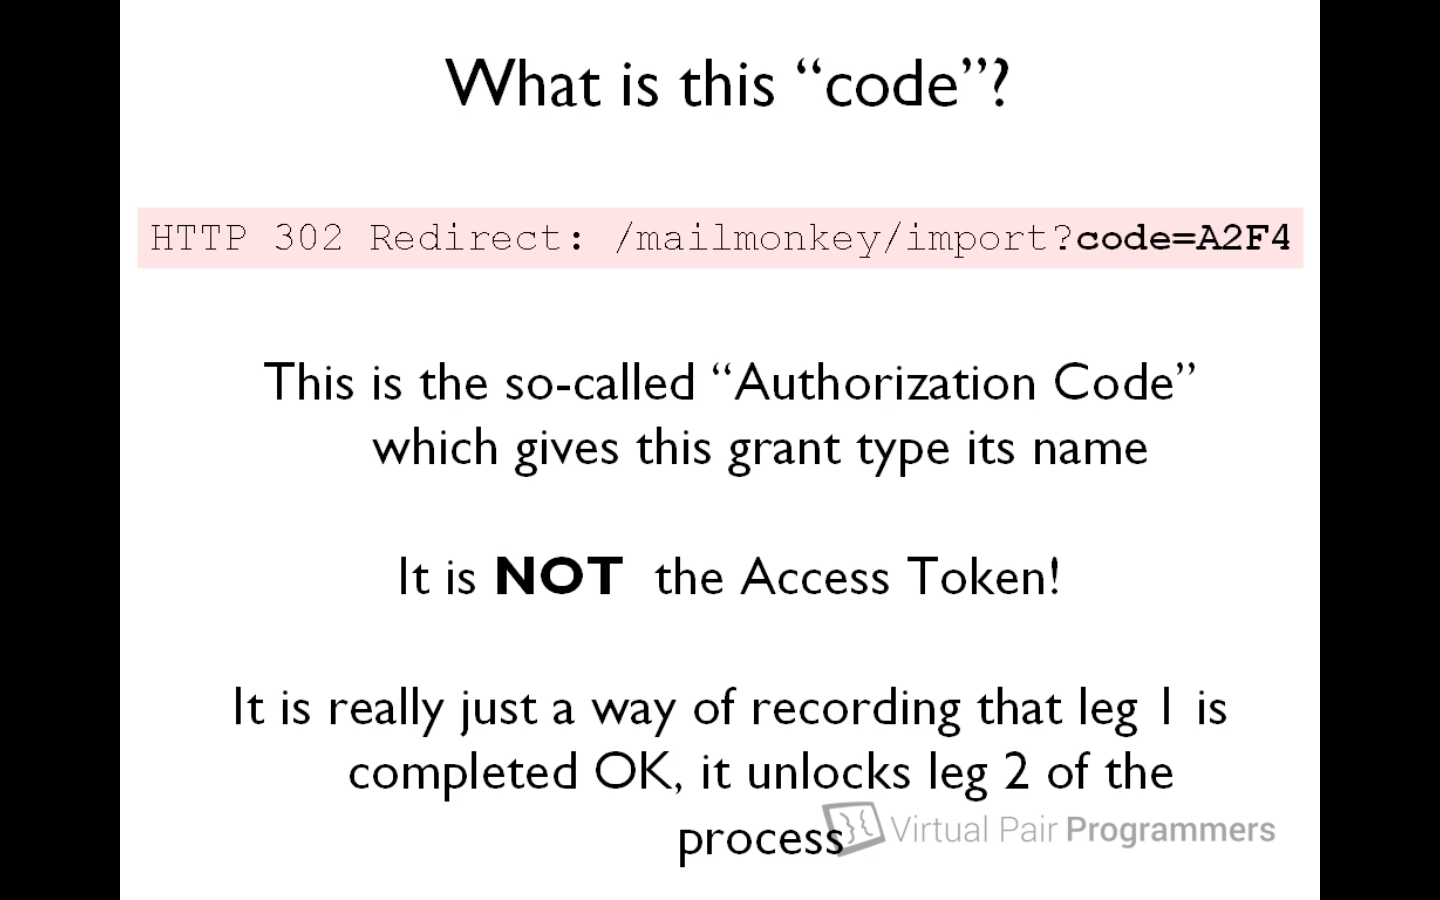 What is this “code”?
HTTP 302 Redirect: /mailmonkey/import?code=A2F4
This is the so-called “Authorization Code”
which gives this grant type its name
It is NOT the Access Token!
It is really just a way of recording that leg 1 is
completed OK, it unlocks leg 2 of the
process
Virtual Pair Programmers